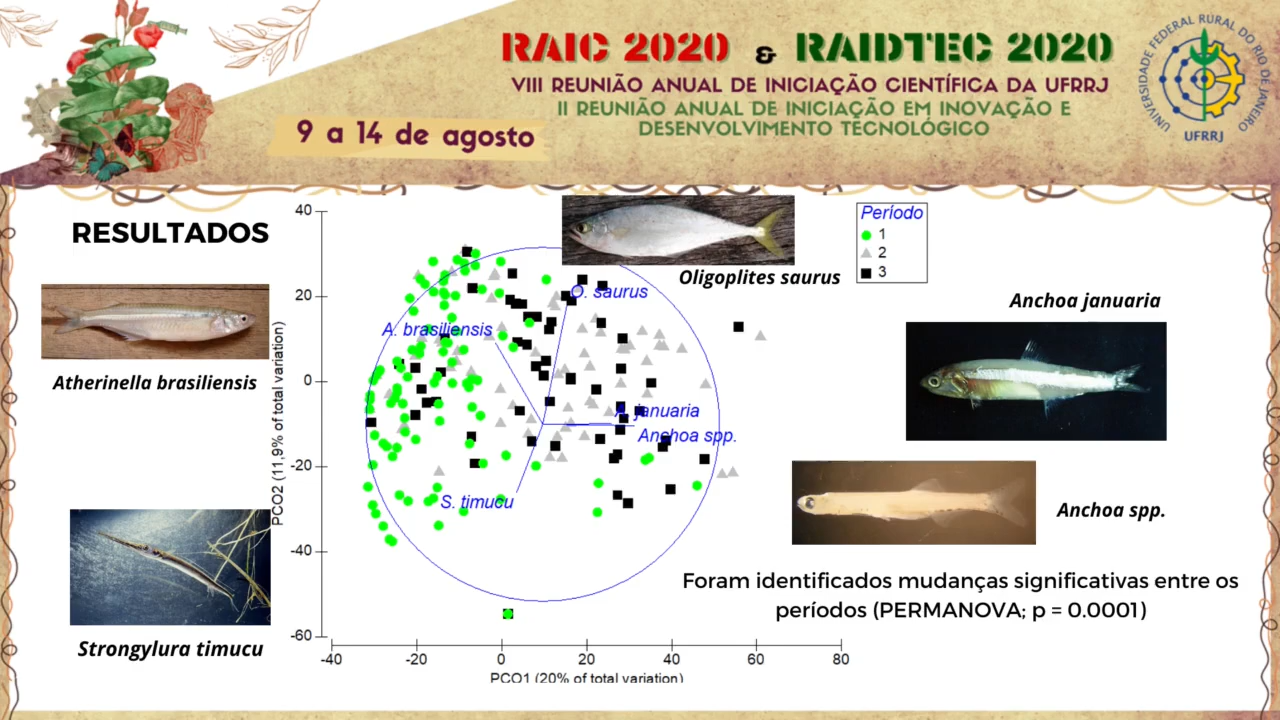 RAIC 2020 & RAIDTEC 2020
VIII REUNIÃO ANUAL DE INICIAÇÃO CIENTÍFICA DA UFRRJ
II REUNIÃO ANUAL DE INICIAÇÃO EM INOVAÇÃO E
DESENVOLVIMENTO TECNOLÓGICO
9 a 14 de agosto
UNIVERSIDADE FEDERAL RURAL DO RIO DE JANEIRO
UFRRJ
RESULTADOS
Atherinella brasiliensis
Strongylura timucu
Oligoplites saurus
Período
1
2
3
Anchoa januaria
Anchoa spp.
40
20
0
-20
-40
-60
PCO2 (11,9% of total variation)
O. saurus
A. brasiliensis
A. januaria
Anchoa spp.
S. timucu
-40 -20 0 20 40 60 80
PCO1 (20% of total variation)
Foram identificados mudanças significativas entre os
períodos (PERMANOVA; p = 0.0001)